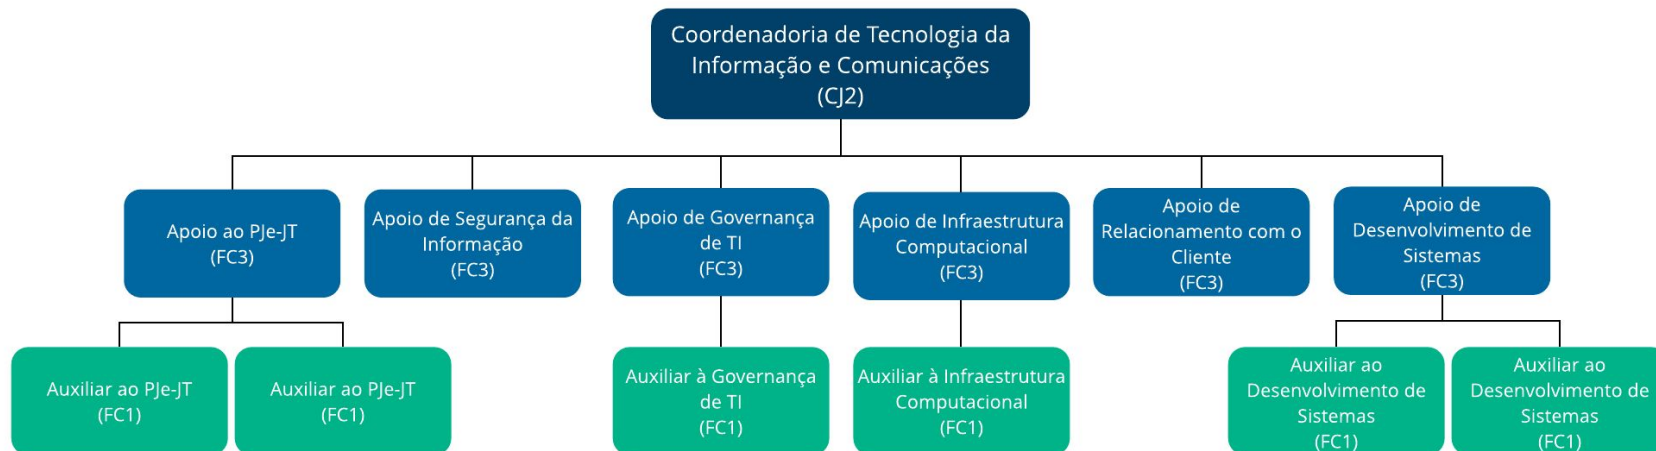 Coordenadoria de Tecnologia da
Informação e Comunicações
(CJ2)
Apoio ao PJe-JT
(FC3)
Apoio de Segurança da
Informação
(FC3)
Apoio de Governança
de TI
(FC3)
Apoio de Infraestrutura
Computacional
(FC3)
Apoio de
Relacionamento com o
Cliente
(FC3)
Apoio de
Desenvolvimento de
Sistemas
(FC3)
Auxiliar ao PJe-JT
(FC1)
Auxiliar ao PJe-JT
(FC1)
Auxiliar à Governança
de TI
(FC1)
Auxiliar à Infraestrutura
Computacional
(FC1)
Auxiliar ao
Desenvolvimento de
Sistemas
(FC1)
Auxiliar ao
Desenvolvimento de
Sistemas
(FC1)